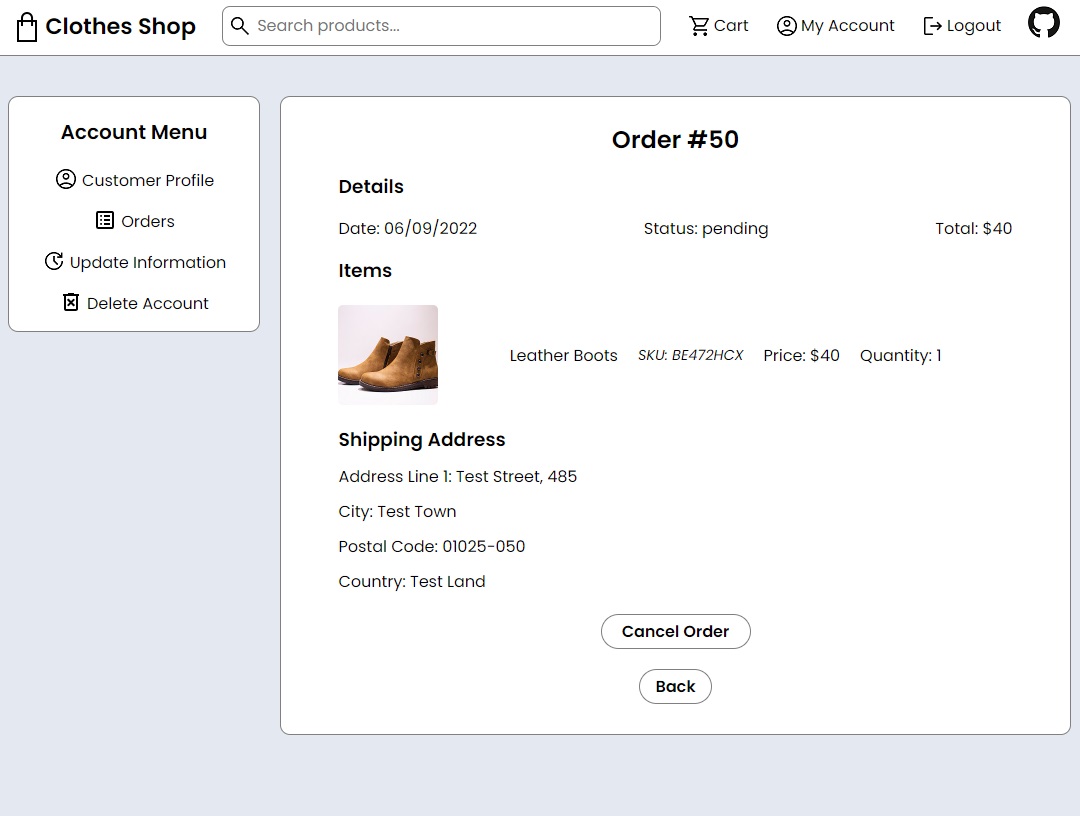 Clothes Shop
Search products...
Cart
My Account
Logout
Account Menu
Customer Profile
Orders
Update Information
Delete Account
Order #50
Details
Date: 06/09/2022 Status: pending Total: $40
Items
Leather Boots SKU: BE472HCX Price: $40 Quantity: 1
Shipping Address
Address Line 1: Test Street, 485
City: Test Town
Postal Code: 01025-050
Country: Test Land
Cancel Order
Back